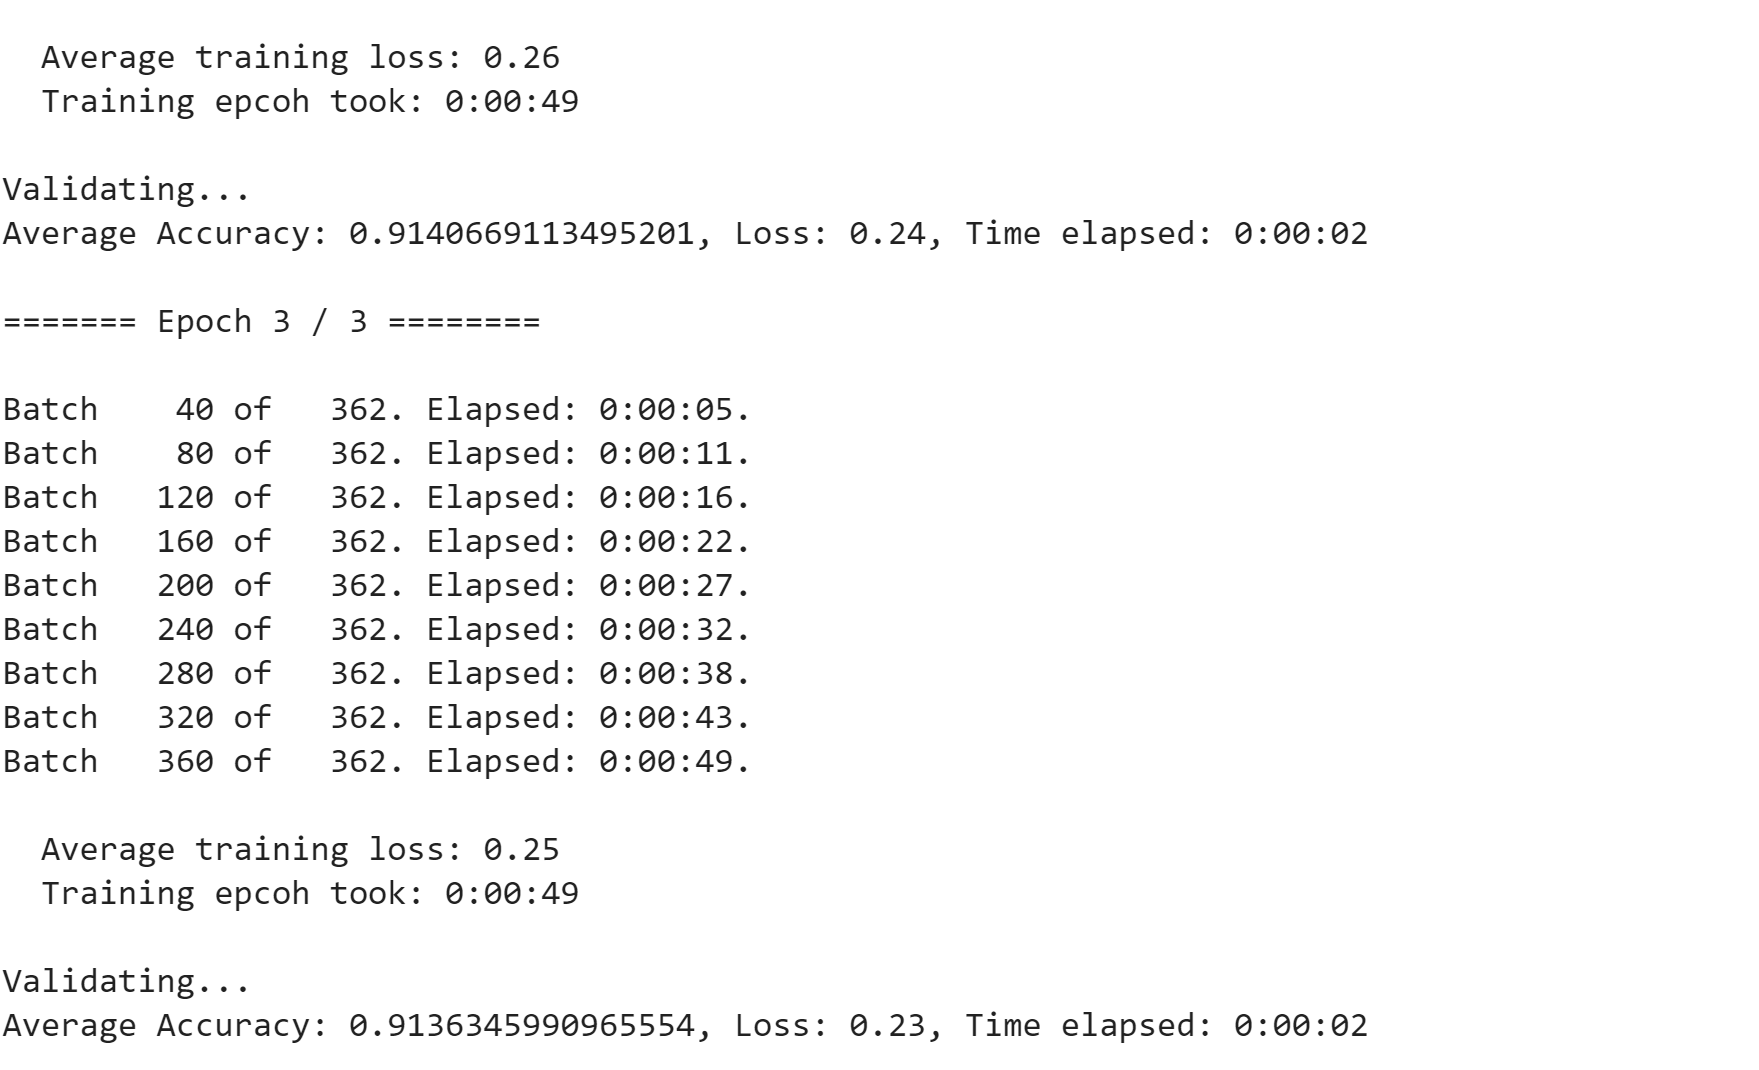 Average training loss: 0.26
Training epcoh took: 0:00:49
Validating...
Average Accuracy: 0.9140669113495201, Loss: 0.24, Time elapsed: 0:00:02
======= Epoch 3 / 3 ========
Batch    40 of   362. Elapsed: 0:00:05.
Batch    80 of   362. Elapsed: 0:00:11.
Batch   120 of   362. Elapsed: 0:00:16.
Batch   160 of   362. Elapsed: 0:00:22.
Batch   200 of   362. Elapsed: 0:00:27.
Batch   240 of   362. Elapsed: 0:00:32.
Batch   280 of   362. Elapsed: 0:00:38.
Batch   320 of   362. Elapsed: 0:00:43.
Batch   360 of   362. Elapsed: 0:00:49.
Average training loss: 0.25
Training epcoh took: 0:00:49
Validating...
Average Accuracy: 0.9136345990965554, Loss: 0.23, Time elapsed: 0:00:02